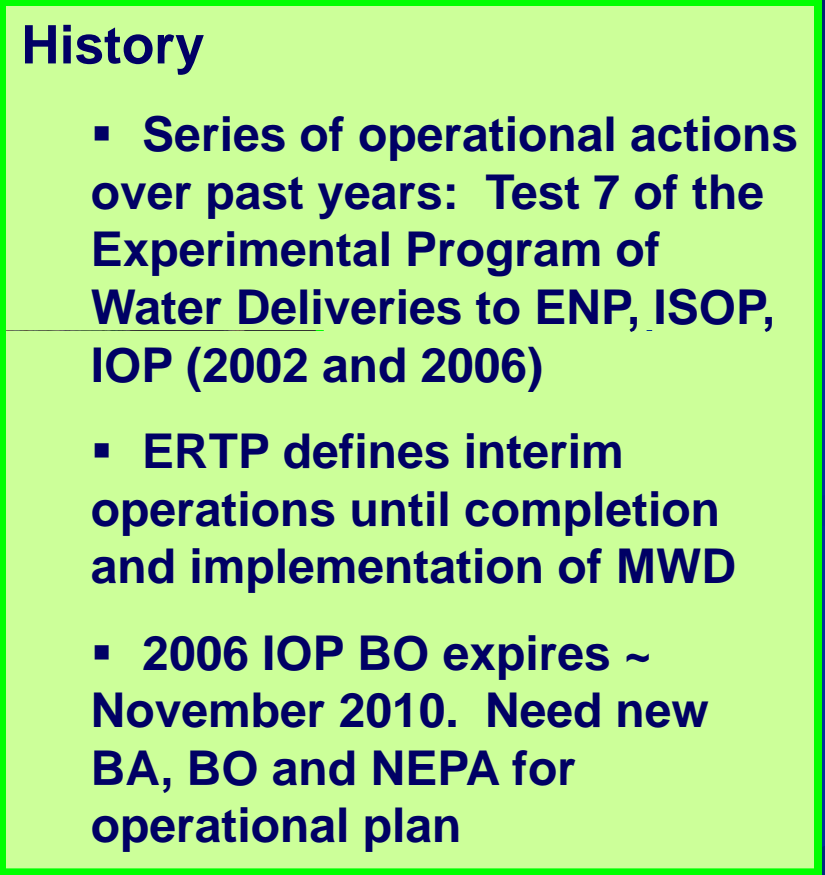 History
▪ Series of operational actions
over past years:  Test 7 of the
Experimental Program of
Water Deliveries to ENP, ISOP,
IOP (2002 and 2006)
▪ ERTP defines interim
operations until completion
and implementation of MWD
▪ 2006 IOP BO expires ~
November 2010.  Need new
BA, BO and NEPA for
operational plan